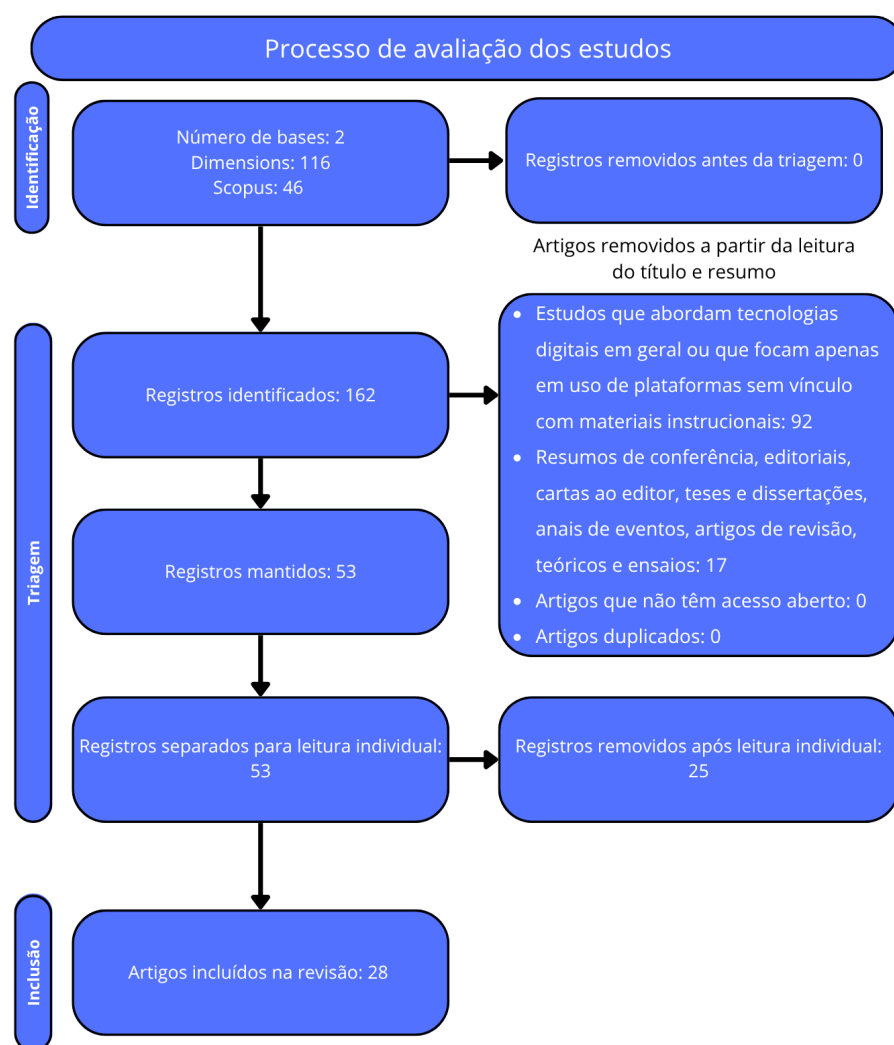 Processo de avaliação dos estudos
Identificação
Número de bases: 2
Dimensions: 116
Scopus: 46
Registros removidos antes da triagem: 0
Artigos removidos a partir da leitura
do título e resumo
Triagem
Registros identificados: 162
• Estudos que abordam tecnologias
digitais em geral ou que focam apenas
em uso de plataformas sem vínculo
com materiais instrucionais: 92
• Resumos de conferência, editoriais,
cartas ao editor, teses e dissertações,
anais de eventos, artigos de revisão,
teóricos e ensaios: 17
• Artigos que não têm acesso aberto: 0
• Artigos duplicados: 0
Registros mantidos: 53
Registros separados para leitura individual:
53
Registros removidos após leitura individual:
25
Inclusão
Artigos incluídos na revisão: 28